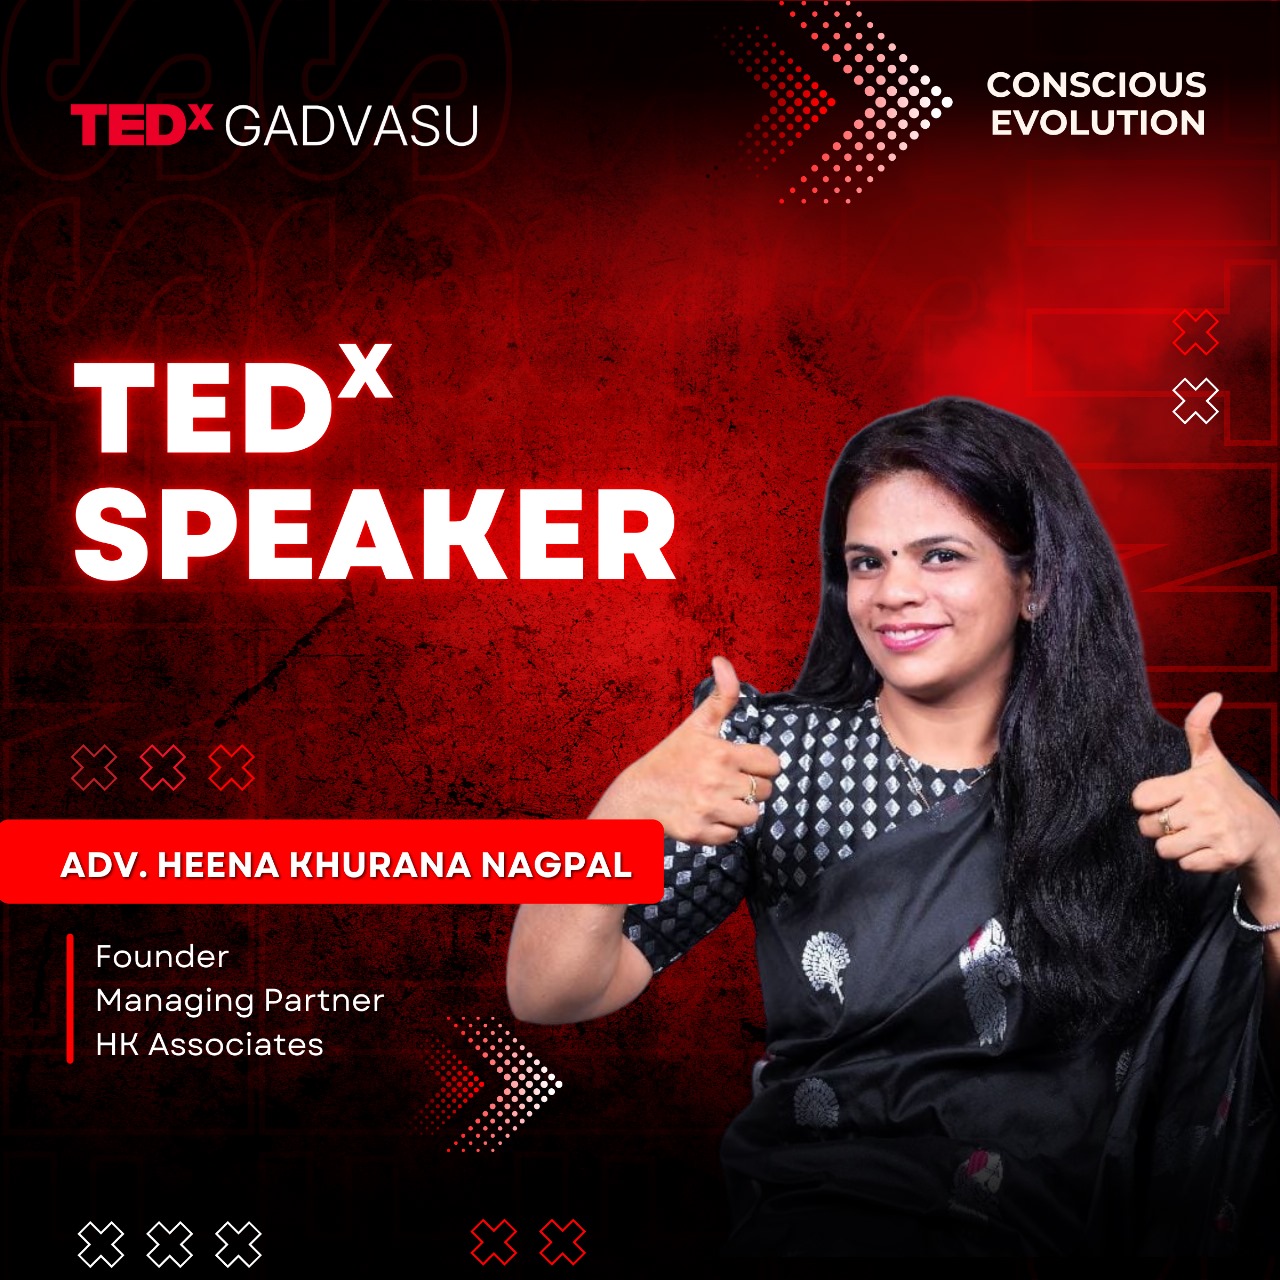 TEDx GADVASU
CONSCIOUS
EVOLUTION
TEDX
SPEAKER
ADV. HEENA KHURANA NAGPAL
Founder
Managing Partner
HK Associates